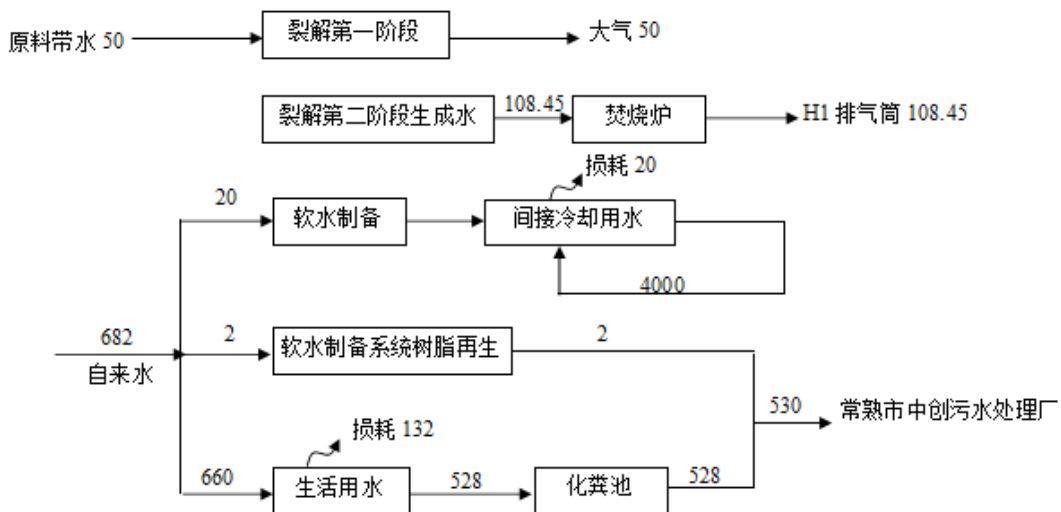 原料带水 50
裂解第一阶段
大气 50
裂解第二阶段生成水
108.45
焚烧炉
H1 排气筒 108.45
损耗 20
20
软水制备
间接冷却用水
4000
682
自来水
2
软水制备系统树脂再生
2
530
常熟市中创污水处理厂
损耗 132
660
生活用水
528
化粪池
528